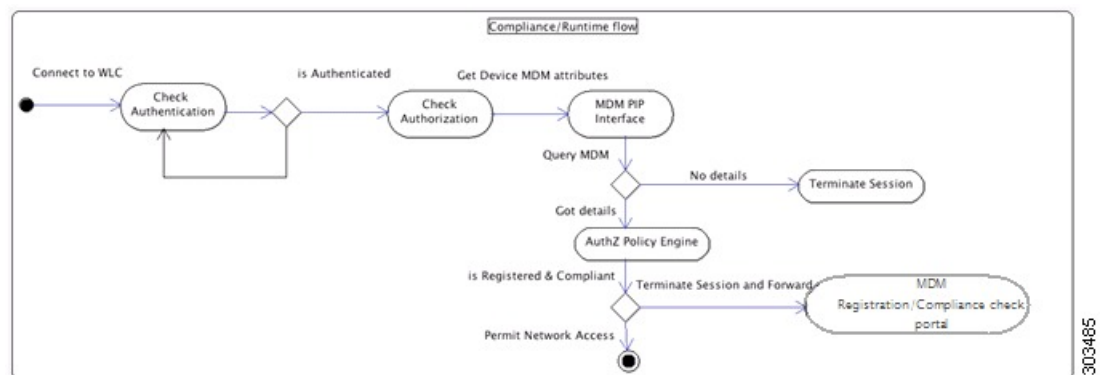 Compliance/Runtime flow
Connect to WLC
is Authenticated
Get Device MDM attributes
Check
Authentication
Check
Authorization
MDM PIP
Interface
Query MDM
No details
Terminate Session
Got details
AuthZ Policy Engine
is Registered & Compliant
Terminate Session and Forward
MDM
Registration/Compliance check
portal
Permit Network Access
303485